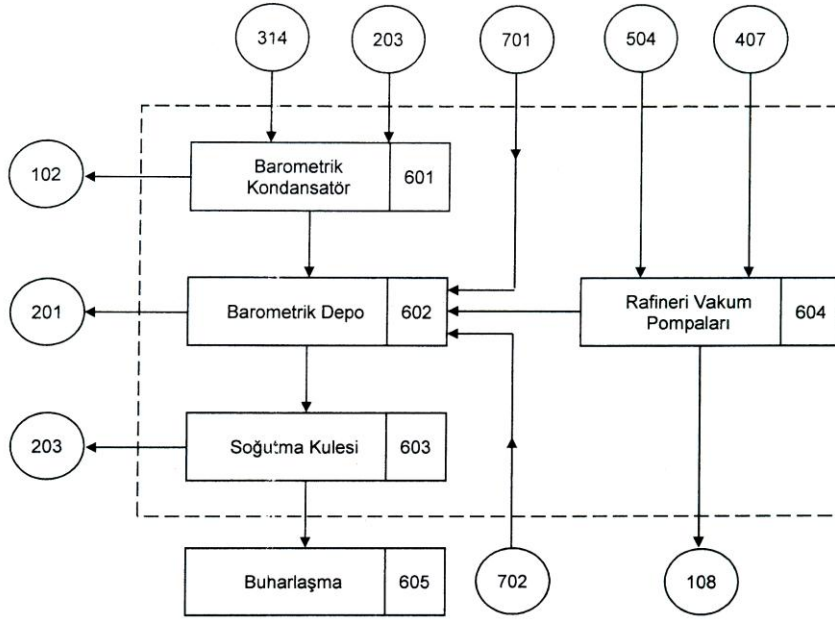 314
203
701
504
407
102
Barometrik
Kondansatör
601
201
Barometrik Depo
602
Rafineri Vakum
Pompaları
604
203
Soğutma Kulesi
603
Buharlaşma
605
702
108